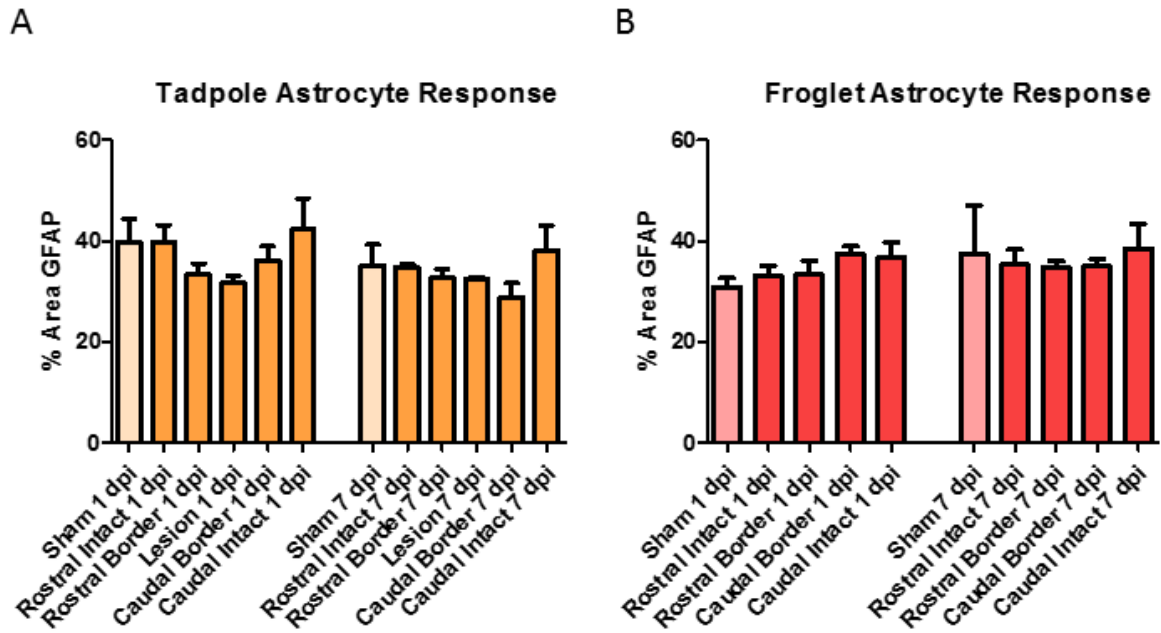 A
Tadpole Astrocyte Response
% Area GFAP
60
40
20
0
Sham 1 dpi
Rostral Intact 1 dpi
Rostral Border 1 dpi
Lesion 1 dpi
Caudal Border 1 dpi
Caudal Intact 1 dpi
Sham 7 dpi
Rostral Intact 7 dpi
Rostral Border 7 dpi
Lesion 7 dpi
Caudal Border 7 dpi
Caudal Intact 7 dpi
B
Froglet Astrocyte Response
% Area GFAP
60
40
20
0
Sham 1 dpi
Rostral Intact 1 dpi
Rostral Border 1 dpi
Caudal Border 1 dpi
Caudal Intact 1 dpi
Sham 7 dpi
Rostral Intact 7 dpi
Rostral Border 7 dpi
Caudal Border 7 dpi
Caudal Intact 7 dpi